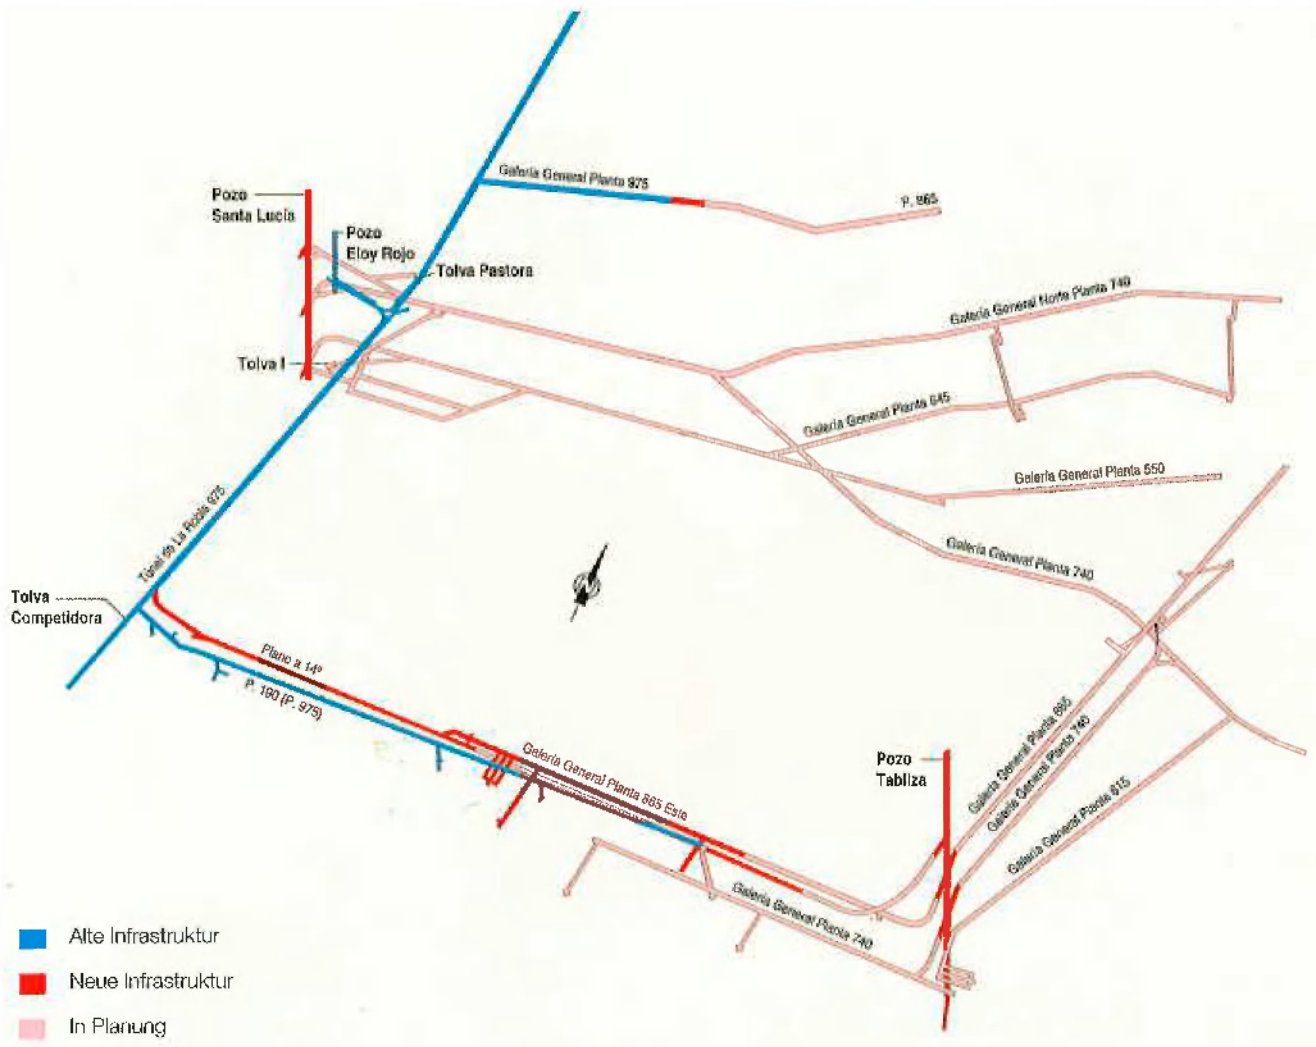 Galería General Planta 975
P. 865
Pozo
Santa Lucía
Pozo
Eloy Rojo
Tolva Pastora
Galería General Norte Planta 740
Tolva I
Galería General Planta 645
Galería General Planta 550
Túnel de La Robla 975
Galería General Planta 740
Tolva
Competidora
Plano a 14º
P. 190 (P. 975)
Galería General Planta 865 Este
Pozo
Tabliza
Galería General Planta 865
Galería General Planta 740
Galería General Planta 615
Galería General Planta 740
Alte Infrastruktur
Neue Infrastruktur
In Planung